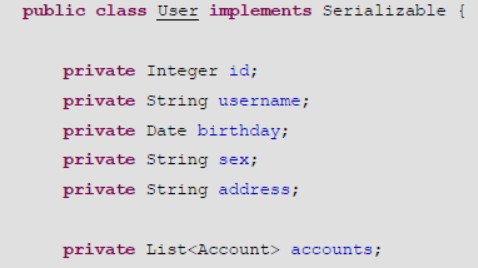 public class User implements Serializable {
private Integer id;
private String username;
private Date birthday;
private String sex;
private String address;
private List<Account> accounts;